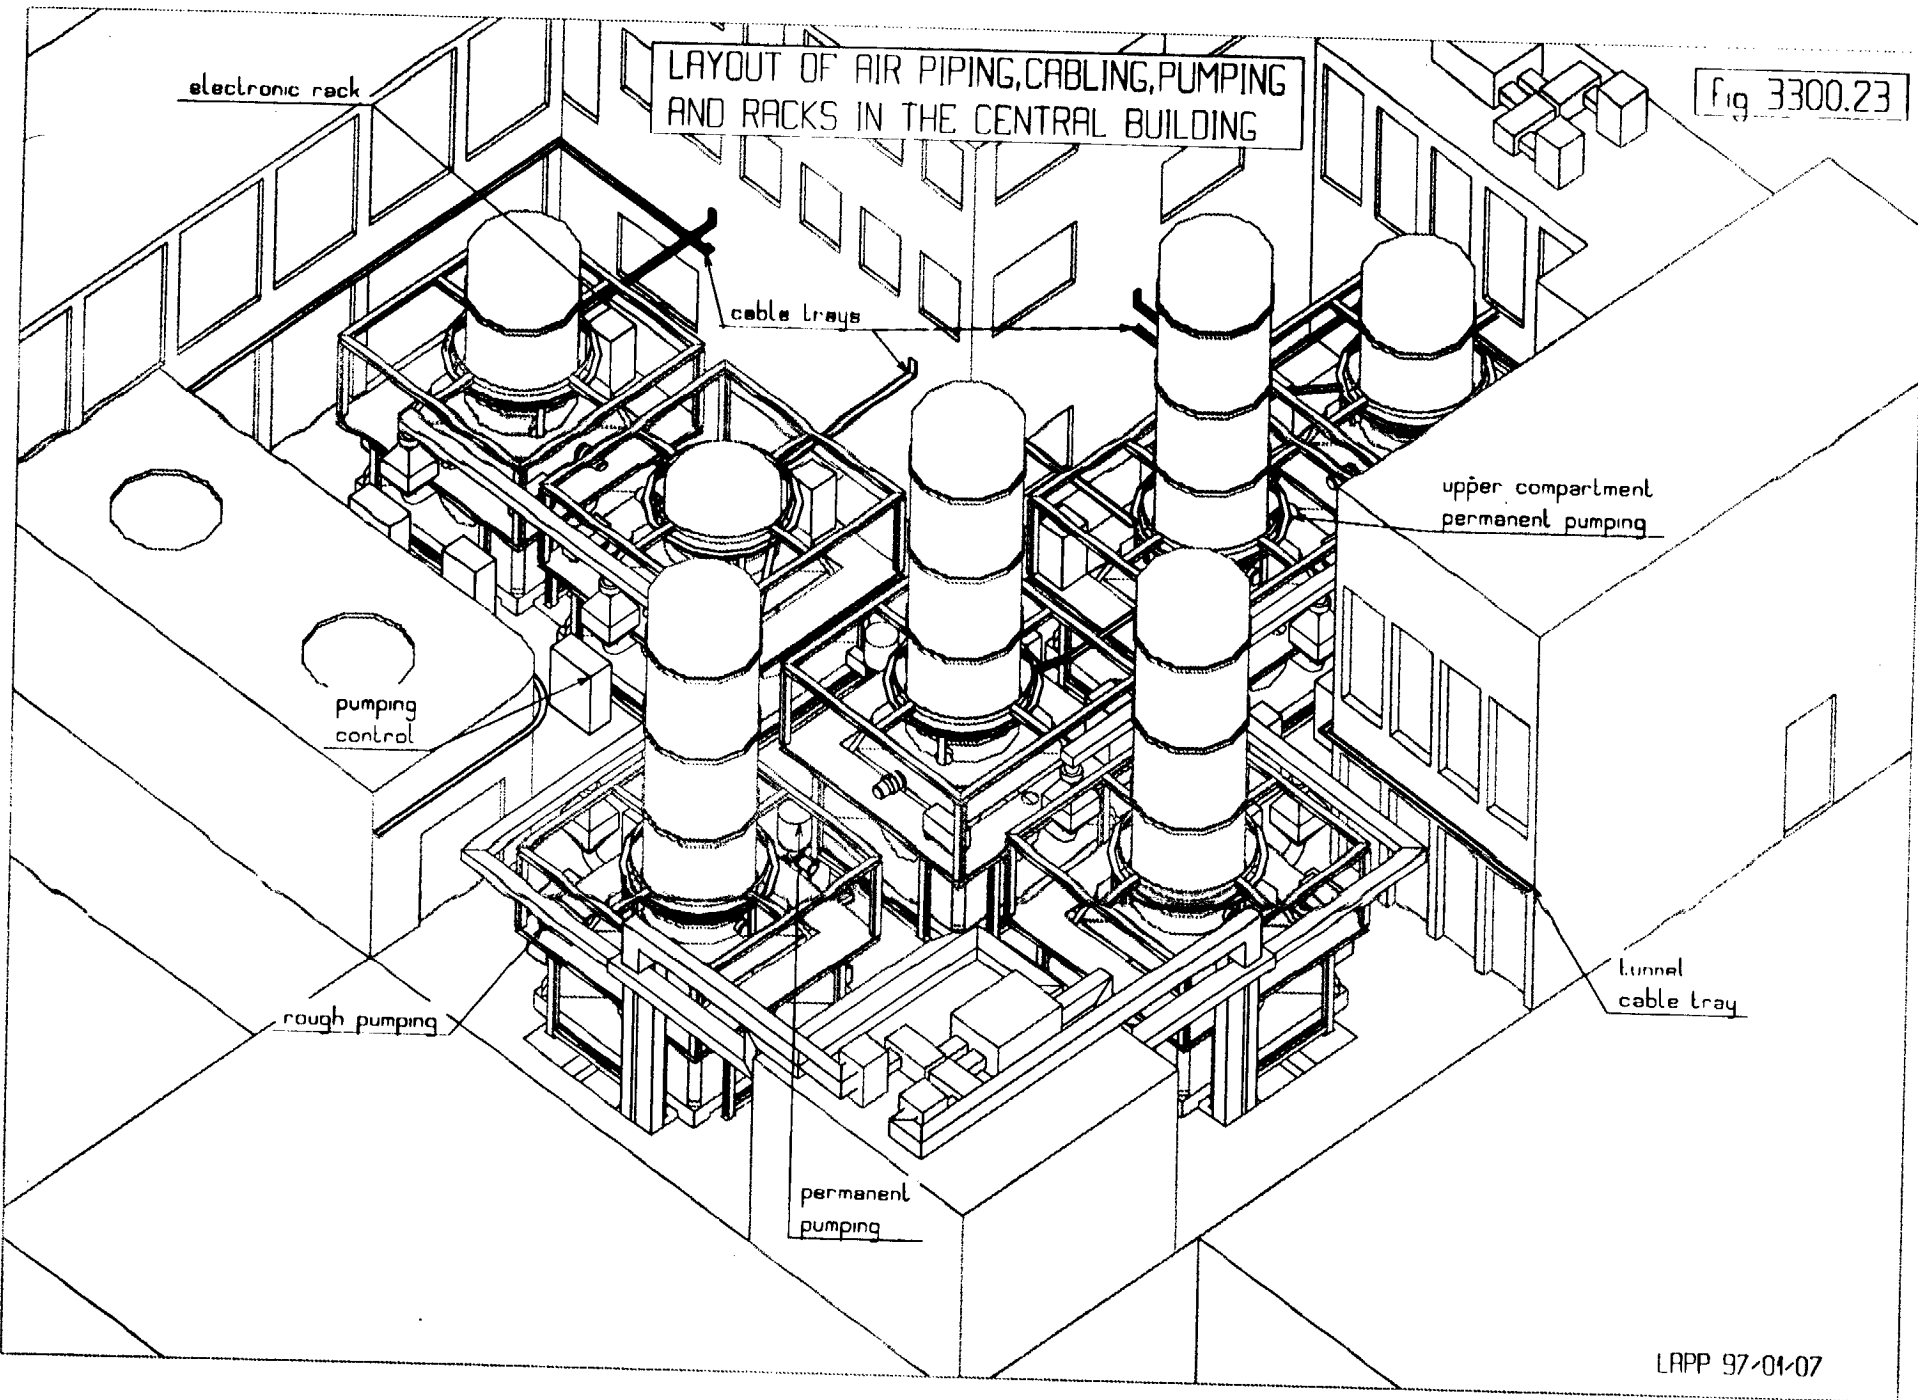 LAYOUT OF AIR PIPING,CABLING,PUMPING
AND RACKS IN THE CENTRAL BUILDING
fig 3300.23
electronic rack
cable trays
upper compartment
permanent pumping
pumping
control
tunnel
cable tray
rough pumping
permanent
pumping
LAPP 97/01/07